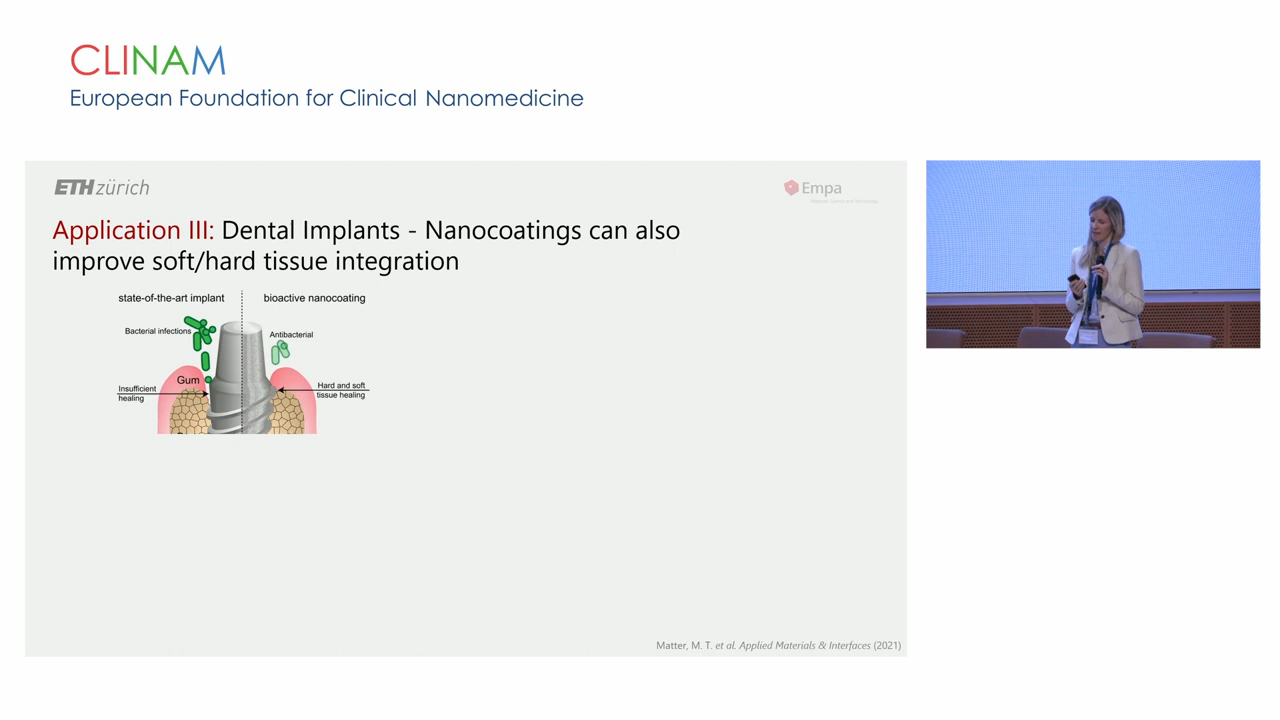 CLINAM
European Foundation for Clinical Nanomedicine
ETH zürich
Empa
Application III: Dental Implants - Nanocoatings can also
improve soft/hard tissue integration
state-of-the-art implant
bioactive nanocoating
Bacterial infections
Antibacterial
Gum
Insufficient
healing
Hard and soft
tissue healing
Matter, M. T. et al. Applied Materials & Interfaces (2021)